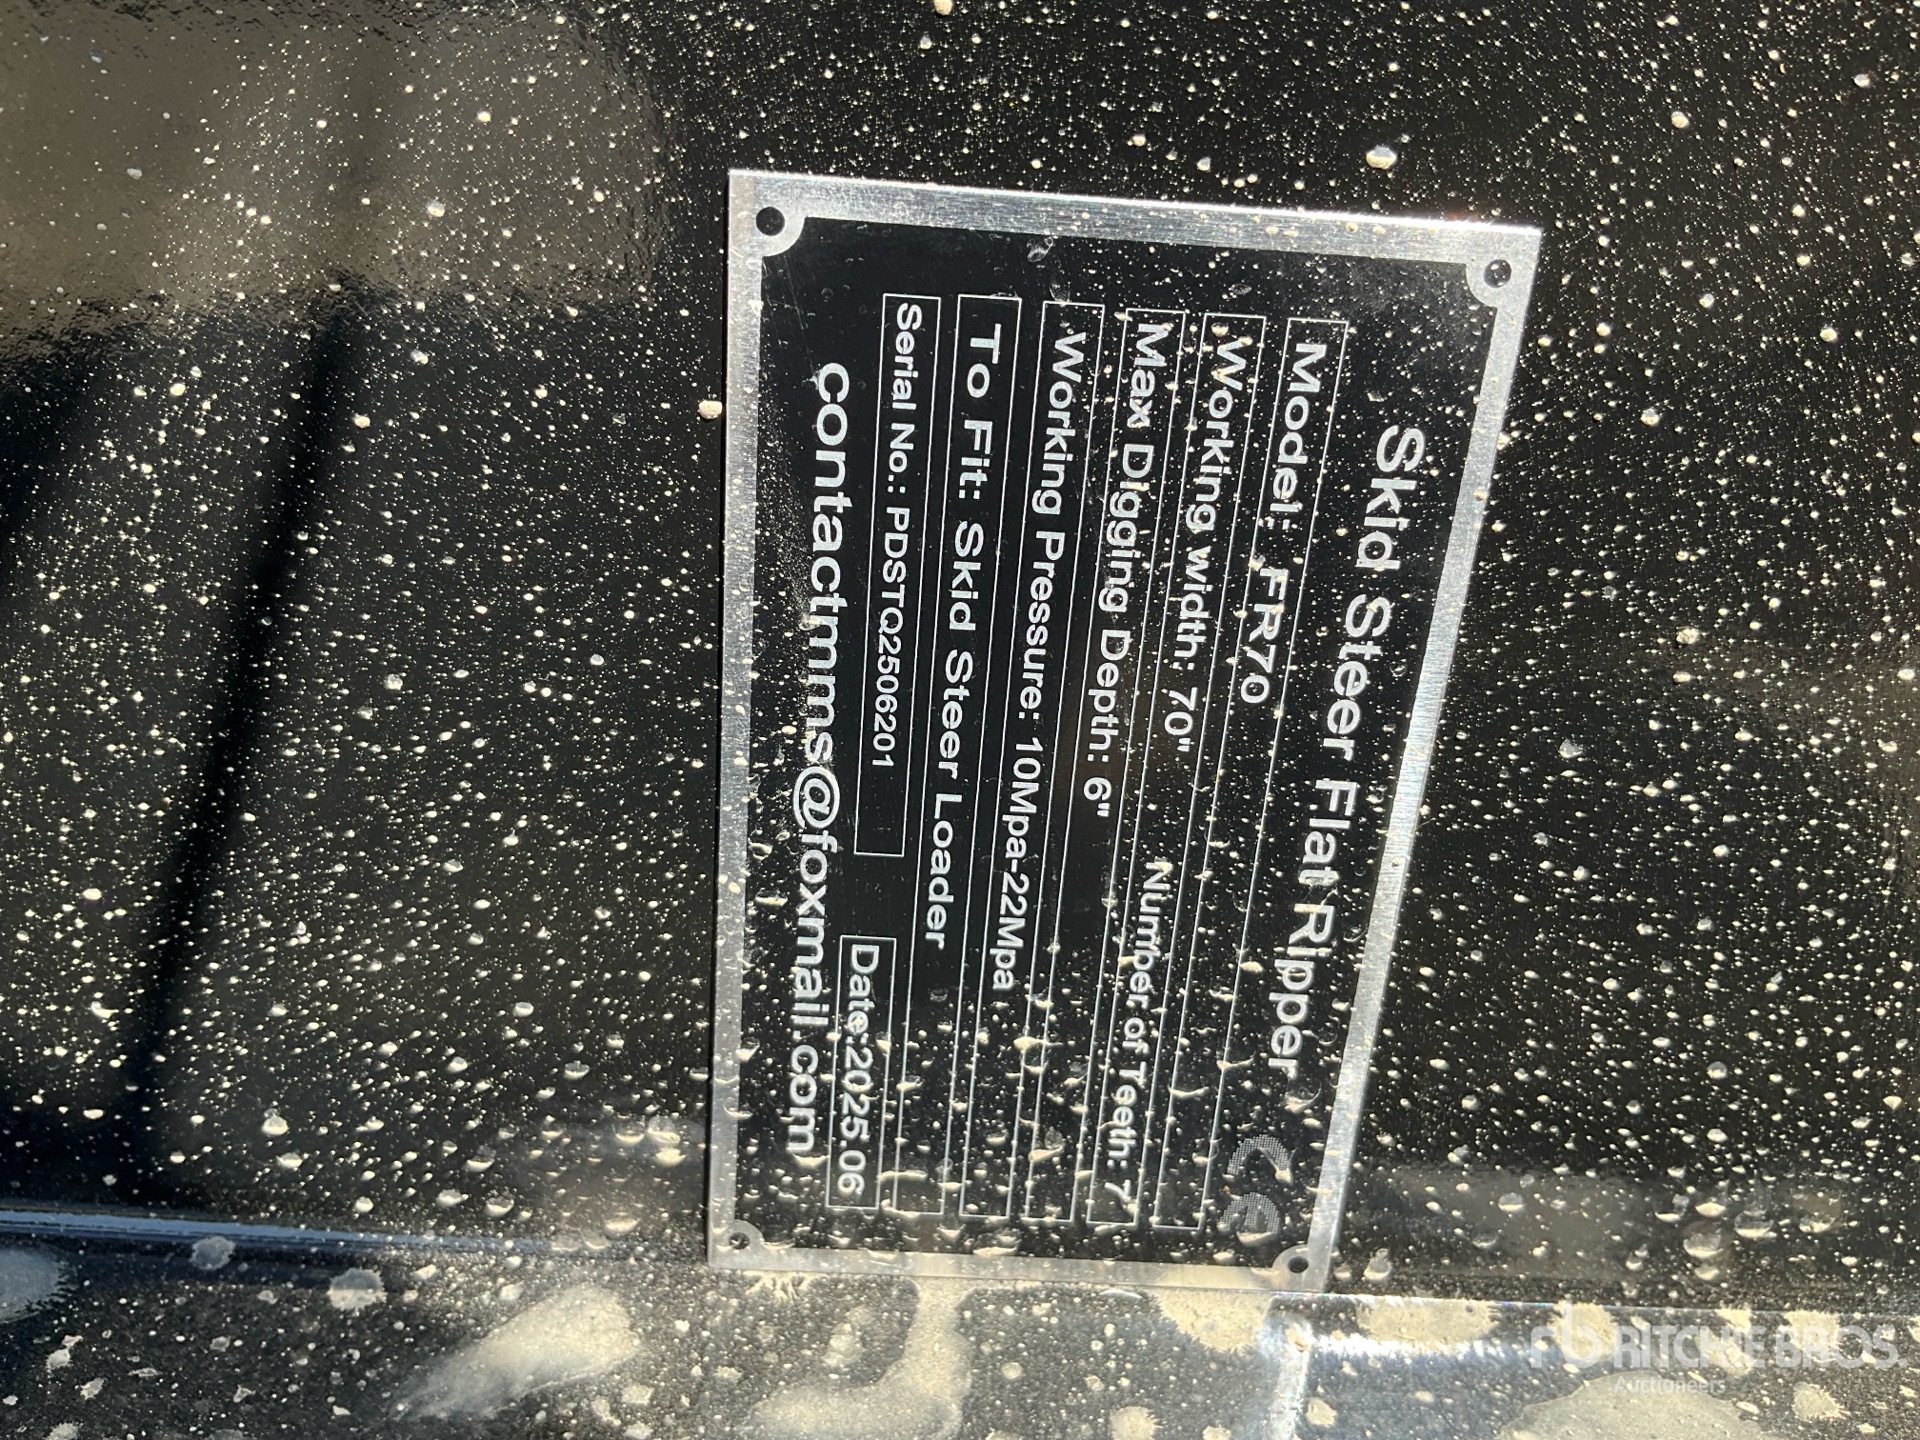 Skid Steer Flat Ripper
CE
Model: FR70
Working width: 70"
Max Digging Depth: 6" Number of Teeth: 7
Working Pressure: 10Mpa-22Mpa
To Fit: Skid Steer Loader
Serial No.: PDSTQ2506201 Date:2025.06
contactmms@foxmail.com
rb RITCHIE BROS.
Auctioneers